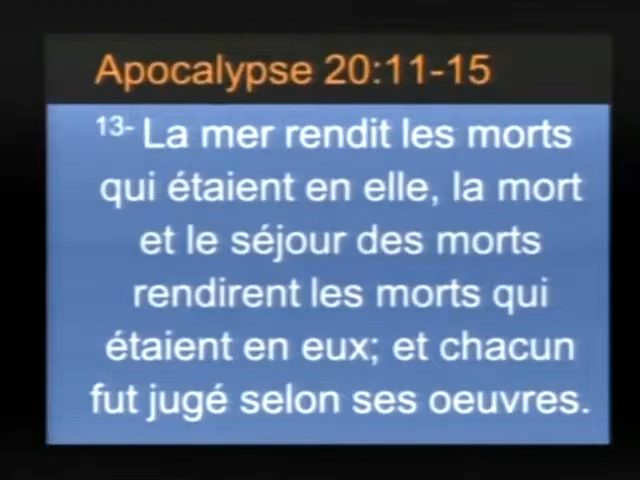 Apocalypse 20:11-15
13- La mer rendit les morts
qui étaient en elle, la mort
et le séjour des morts
rendirent les morts qui
étaient en eux; et chacun
fut jugé selon ses oeuvres.